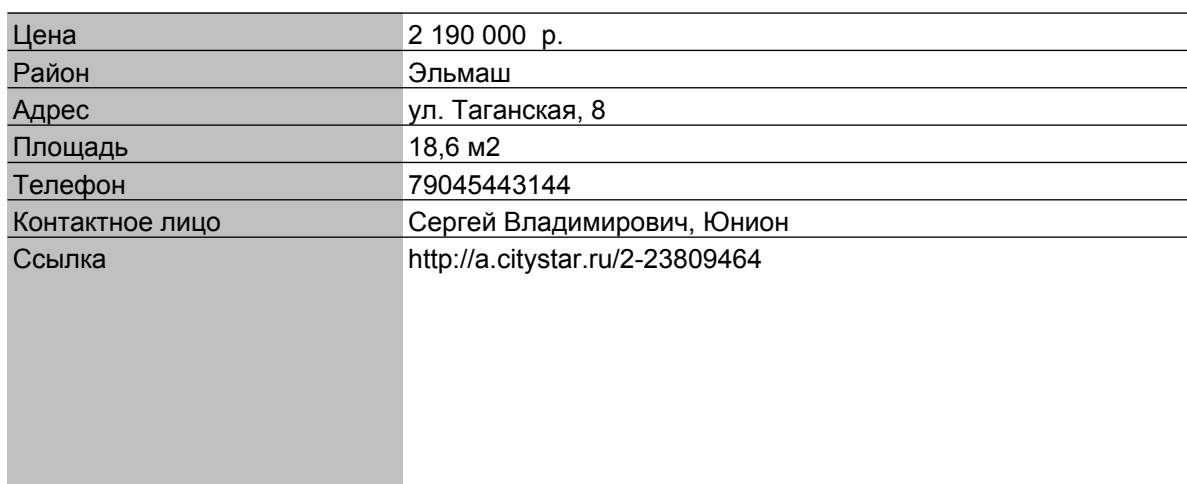 Цена 2 190 000 р.
Район Эльмаш
Адрес ул. Таганская, 8
Площадь 18,6 м2
Телефон 79045443144
Контактное лицо Сергей Владимирович, Юнион
Ссылка http://a.citystar.ru/2-23809464